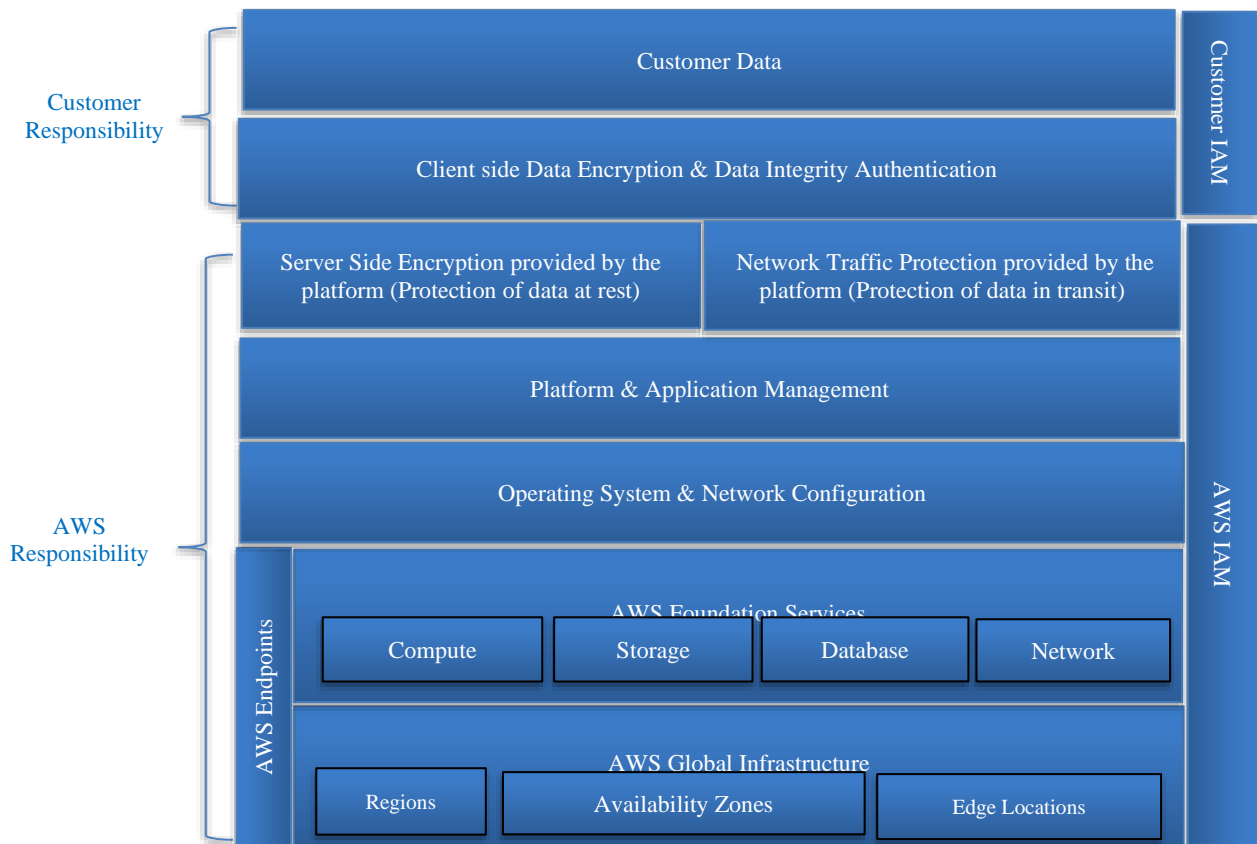 Customer Data
Customer IAM
Customer
Responsibility
Client side Data Encryption & Data Integrity Authentication
Server Side Encryption provided by the
platform (Protection of data at rest)
Network Traffic Protection provided by the
platform (Protection of data in transit)
Platform & Application Management
Operating System & Network Configuration
AWS
Responsibility
AWS IAM
AWS Endpoints
AWS Foundation Services
Compute
Storage
Database
Network
AWS Global Infrastructure
Regions
Availability Zones
Edge Locations